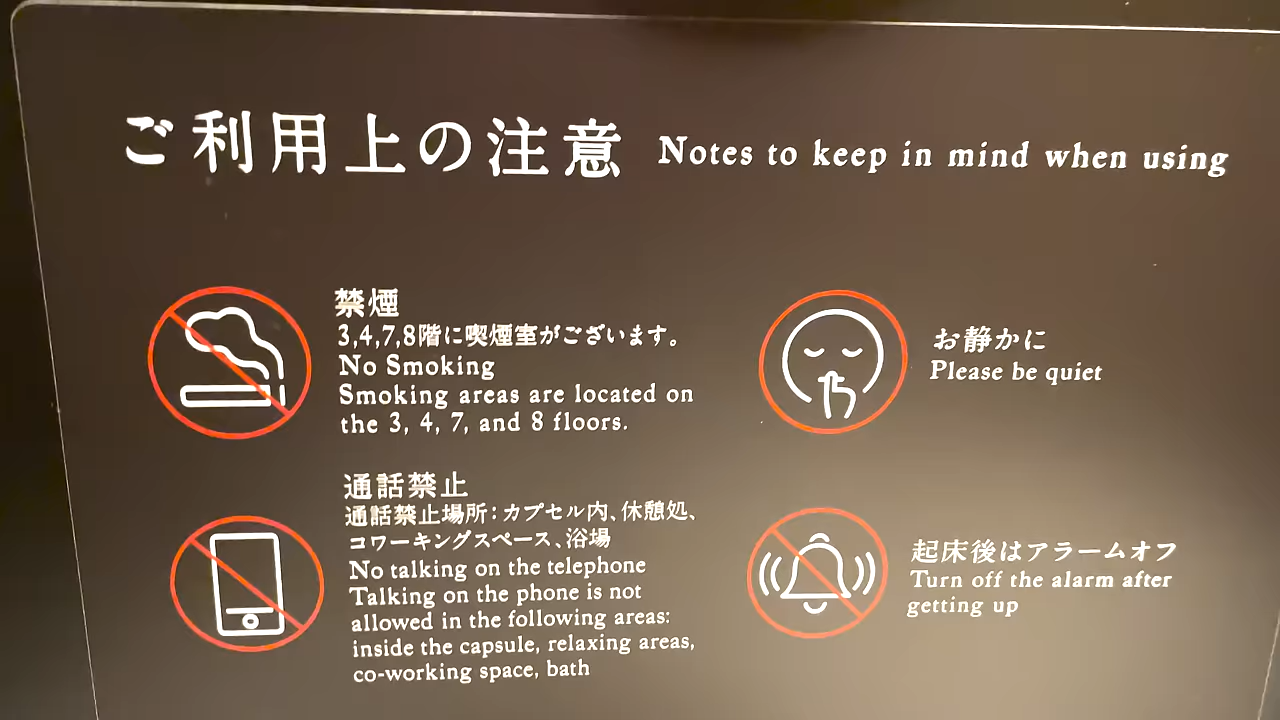 ご利用上の注意 Notes to keep in mind when using
禁煙
3,4,7,8階に喫煙室がございます。
No Smoking
Smoking areas are located on
the 3, 4, 7, and 8 floors.
お静かに
Please be quiet
通話禁止
通話禁止場所：カプセル内、休憩処、
コワーキングスペース、浴場
No talking on the telephone
Talking on the phone is not
allowed in the following areas:
inside the capsule, relaxing areas,
co-working space, bath
起床後はアラームオフ
Turn off the alarm after
getting up